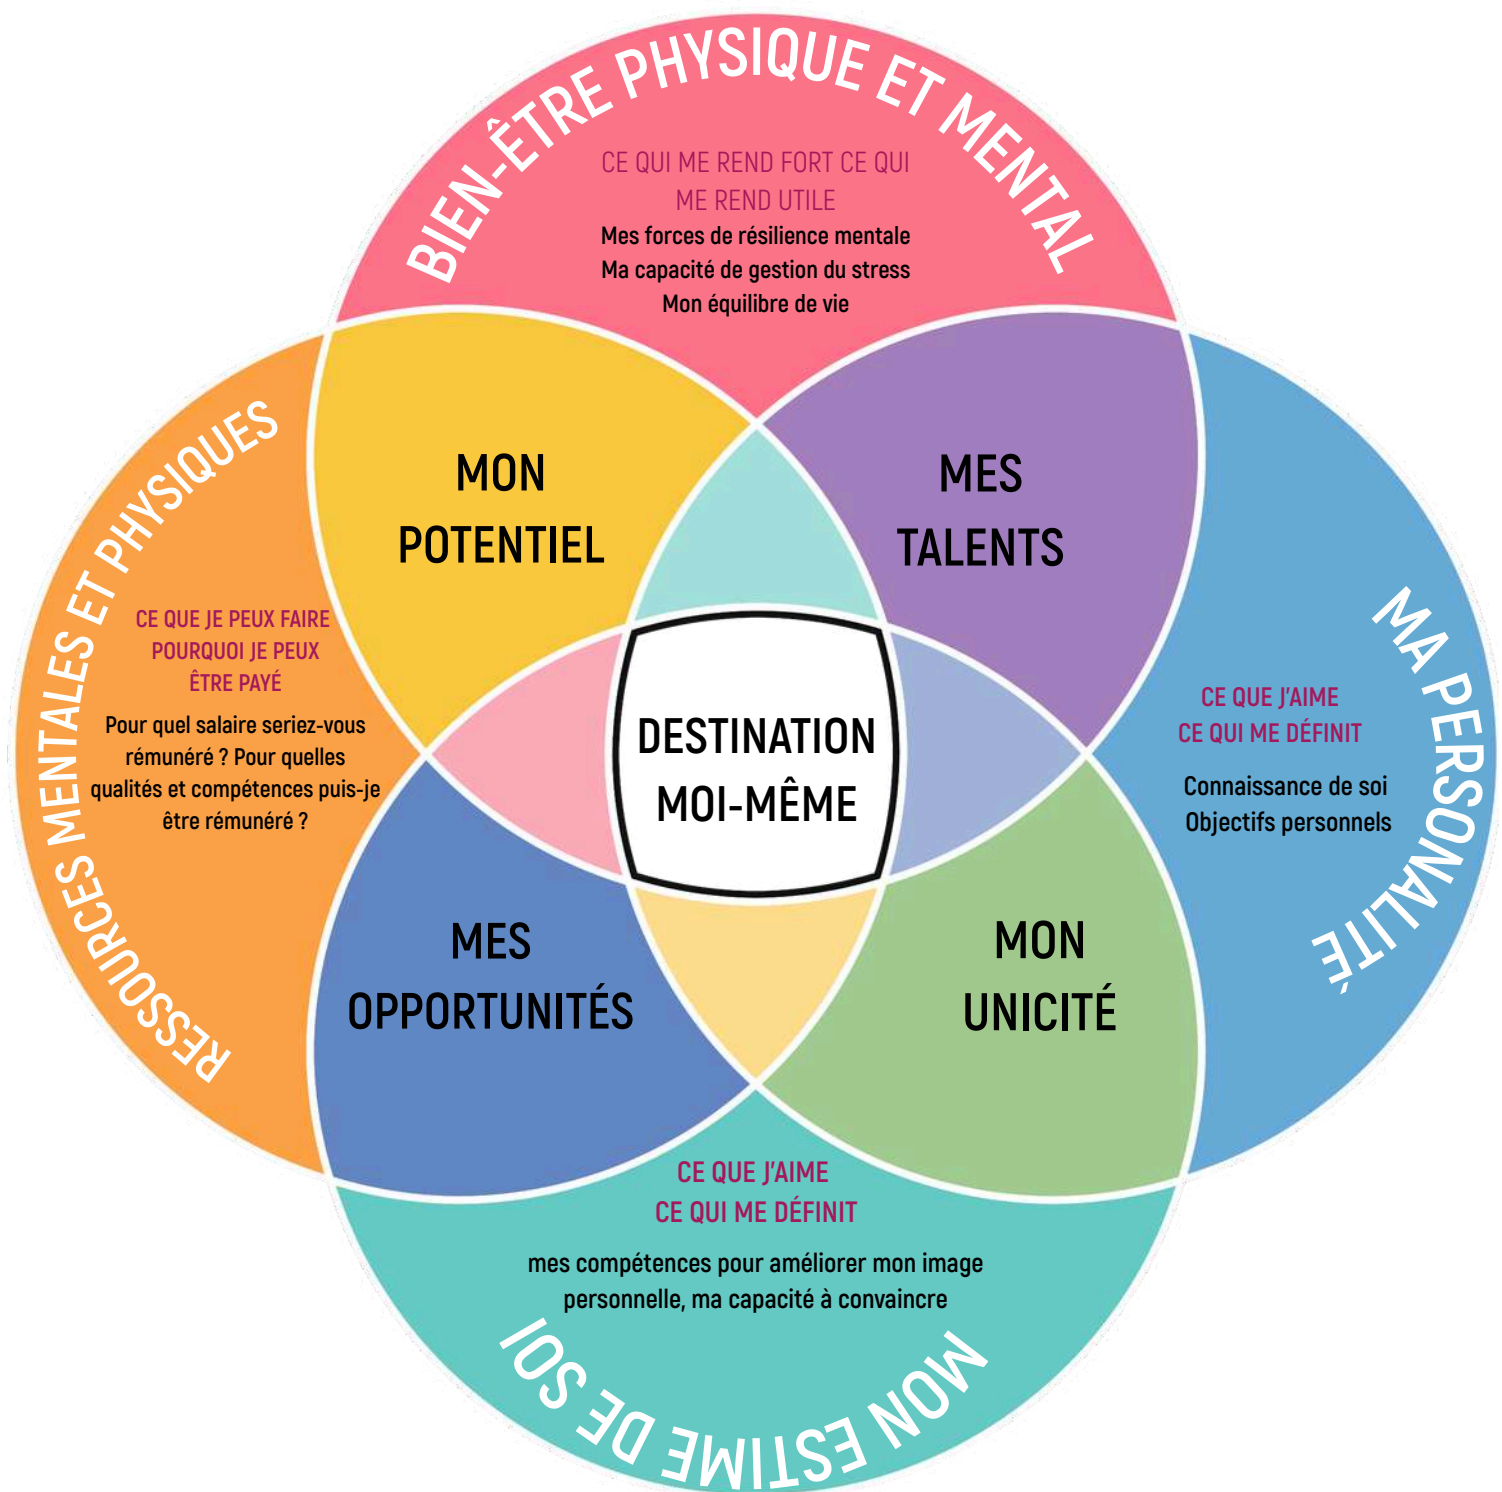 BIEN-ÊTRE PHYSIQUE ET MENTAL
CE QUI ME REND FORT CE QUI
ME REND UTILE
Mes forces de résilience mentale
Ma capacité de gestion du stress
Mon équilibre de vie
MON
POTENTIEL
MES
TALENTS
RESSOURCES MENTALES ET PHYSIQUES
CE QUE JE PEUX FAIRE
POURQUOI JE PEUX
ÊTRE PAYÉ
Pour quel salaire seriez-vous
rémunéré ? Pour quelles
qualités et compétences puis-je
être rémunéré ?
DESTINATION
MOI-MÊME
MA PERSONALITÉ
CE QUE J'AIME
CE QUI ME DÉFINIT
Connaissance de soi
Objectifs personnels
MES
OPPORTUNITÉS
MON
UNICITÉ
CE QUE J'AIME
CE QUI ME DÉFINIT
mes compétences pour améliorer mon image
personnelle, ma capacité à convaincre
MON ESTIME DE SOI